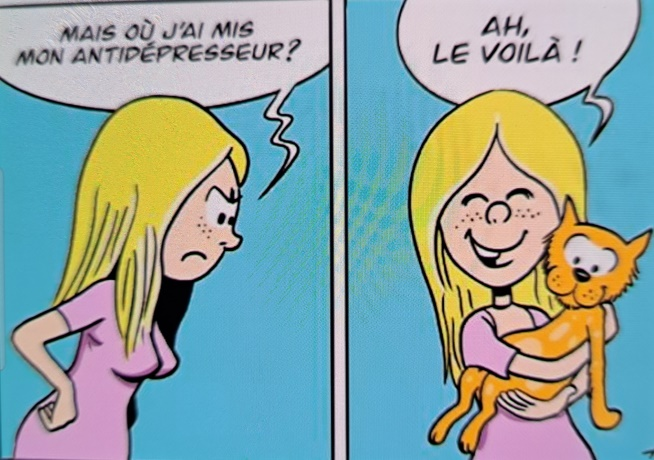 MAIS OÙ J'AI MIS
MON ANTIDÉPRESSEUR ?
AH,
LE VOILÀ !